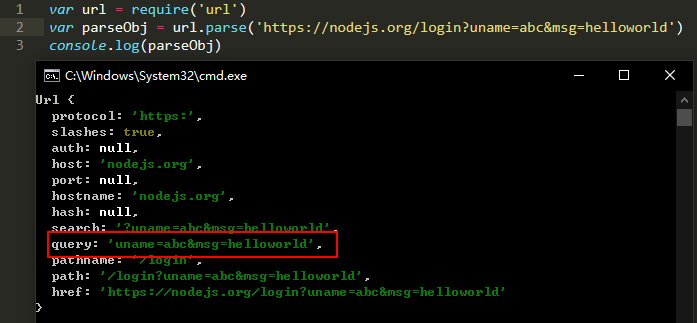 1 var url = require('url')
2 var parseObj = url.parse('https://nodejs.org/login?uname=abc&msg=helloworld')
3 console.log(parseObj)
C:\Windows\System32\cmd.exe
Url {
  protocol: 'https:',
  slashes: true,
  auth: null,
  host: 'nodejs.org',
  port: null,
  hostname: 'nodejs.org',
  hash: null,
  search: '?uname=abc&msg=helloworld',
  query: 'uname=abc&msg=helloworld',
  pathname: '/login',
  path: '/login?uname=abc&msg=helloworld',
  href: 'https://nodejs.org/login?uname=abc&msg=helloworld'
}